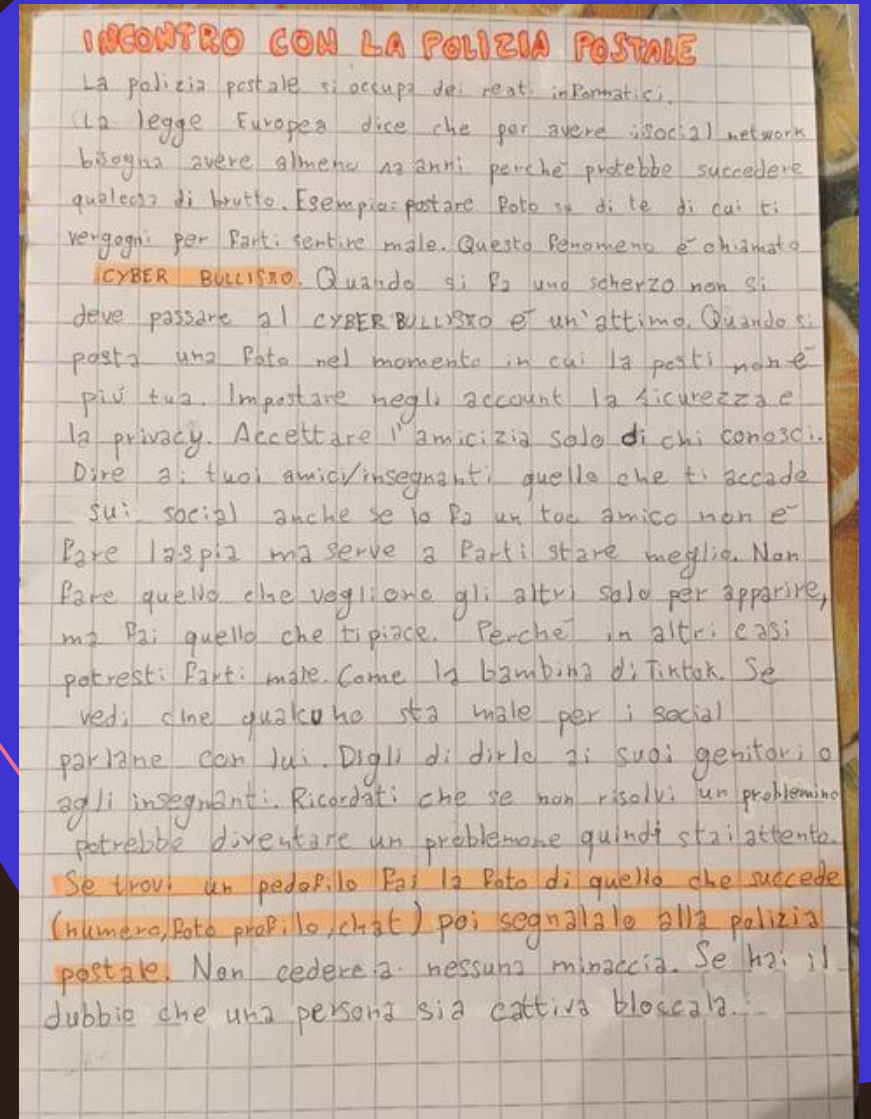 INCONTRO CON LA POLIZIA POSTALE
La polizia postale si occupa dei reati informatici.
La legge Europea dice che per avere i social network
bisogna avere almeno 13 anni perchè protebbe succedere
qualcosa di brutto. Esempio: postare foto su di te di cui ti
vergogni per farti sentire male. Questo fenomeno è chiamato
CYBER BULLISMO. Quando si fa uno scherzo non si
deve passare al CYBER BULLISMO è un'attimo. Quando si
posta una foto nel momento in cui la posti non è
più tua. Impostare negli account la sicurezza e
la privacy. Accettare l'amicizia solo di chi conosci.
Dire ai tuoi amici/insegnanti quello che ti accade
sui social anche se lo fa un tuo amico non è
fare la spia ma serve a farti stare meglio. Non
fare quello che vogliono gli altri solo per apparire,
ma fai quello che ti piace. Perchè in altri casi
potresti farti male. Come la bambina di Tiktok. Se
vedi che qualcuno sta male per i social
parlane con lui. Digli di dirlo ai suoi genitori o
agli insegnanti. Ricordati che se non risolvi un problemino
potrebbe diventare un problemone quindi stai attento.
Se trovi un pedofilo fai la foto di quello che succede
(numero, foto profilo, chat) poi segnalalo alla polizia
postale. Non cedere a nessuna minaccia. Se hai il
dubbio che una persona sia cattiva bloccala.